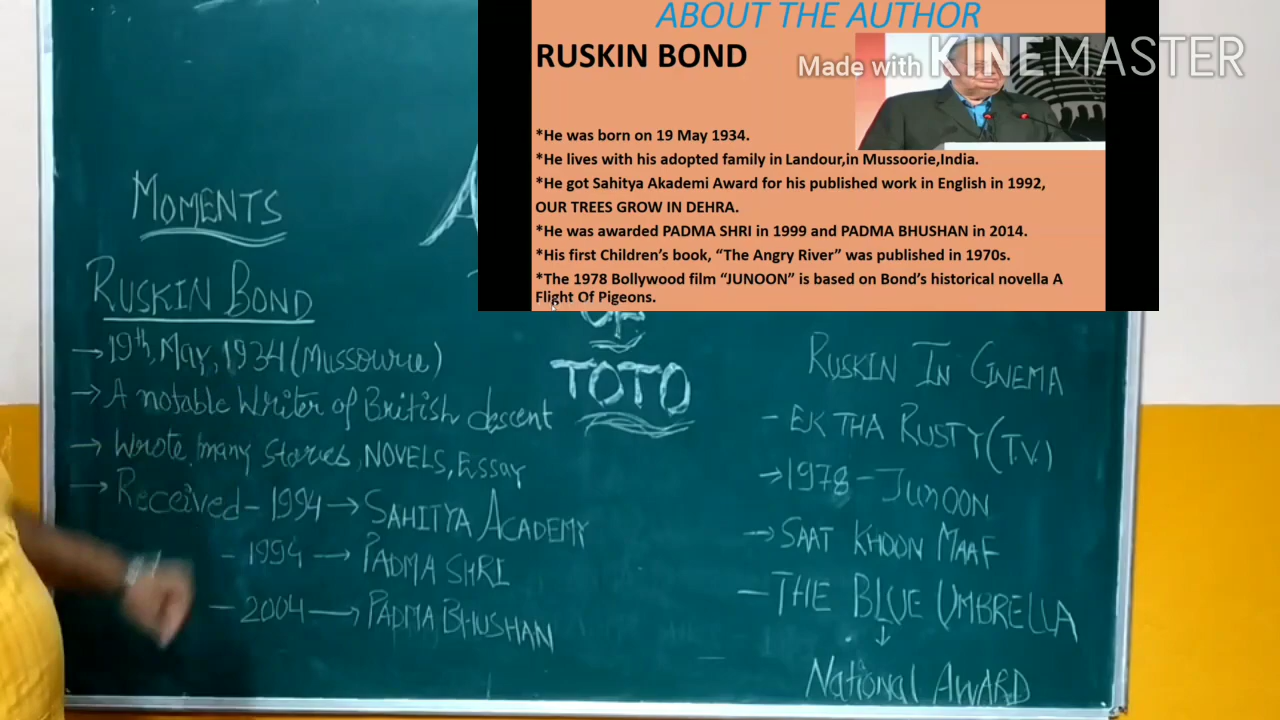 ABOUT THE AUTHOR
RUSKIN BOND
Made with KINEMASTER
*He was born on 19 May 1934.
*He lives with his adopted family in Landour,in Mussoorie,India.
*He got Sahitya Akademi Award for his published work in English in 1992,
OUR TREES GROW IN DEHRA.
*He was awarded PADMA SHRI in 1999 and PADMA BHUSHAN in 2014.
*His first Children's book, “The Angry River” was published in 1970s.
*The 1978 Bollywood film “JUNOON” is based on Bond's historical novella A
Flight Of Pigeons.
MOMENTS
RUSKIN BOND
→ 19th, May, 1934 (Mussourie)
→ A notable Writer of British descent
→ Wrote many Stories, NOVELS, Essay
→ Received - 1994 → SAHITYA ACADEMY
- 1994 → PADMA SHRI
- 2004 → PADMA BHUSHAN
OF
TOTO
RUSKIN IN CINEMA
- EK THA RUSTY (T.V.)
→ 1978 - JUNOON
→ SAAT KHOON MAAF
- THE BLUE UMBRELLA
↓
National AWARD